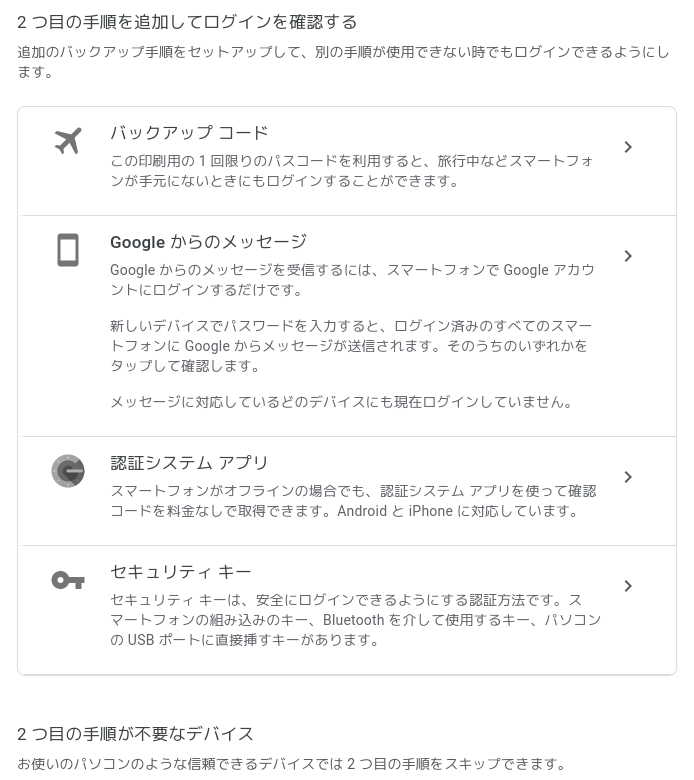 2 つ目の手順を追加してログインを確認する
追加のバックアップ手順をセットアップして、別の手順が使用できない時でもログインできるようにし
ます。
バックアップ コード
この印刷用の 1 回限りのパスコードを利用すると、旅行中などスマートフォ
ンが手元にないときにもログインすることができます。
Google からのメッセージ
Google からのメッセージを受信するには、スマートフォンで Google アカウ
ントにログインするだけです。
新しいデバイスでパスワードを入力すると、ログイン済みのすべてのスマー
トフォンに Google からメッセージが送信されます。そのうちのいずれかを
タップして確認します。
メッセージに対応しているどのデバイスにも現在ログインしていません。
認証システム アプリ
スマートフォンがオフラインの場合でも、認証システム アプリを使って確認
コードを料金なしで取得できます。Android と iPhone に対応しています。
セキュリティ キー
セキュリティ キーは、安全にログインできるようにする認証方法です。ス
マートフォンの組み込みのキー、Bluetooth を介して使用するキー、パソコン
の USB ポートに直接挿すキーがあります。
2 つ目の手順が不要なデバイス
お使いのパソコンのような信頼できるデバイスでは 2 つ目の手順をスキップできます。